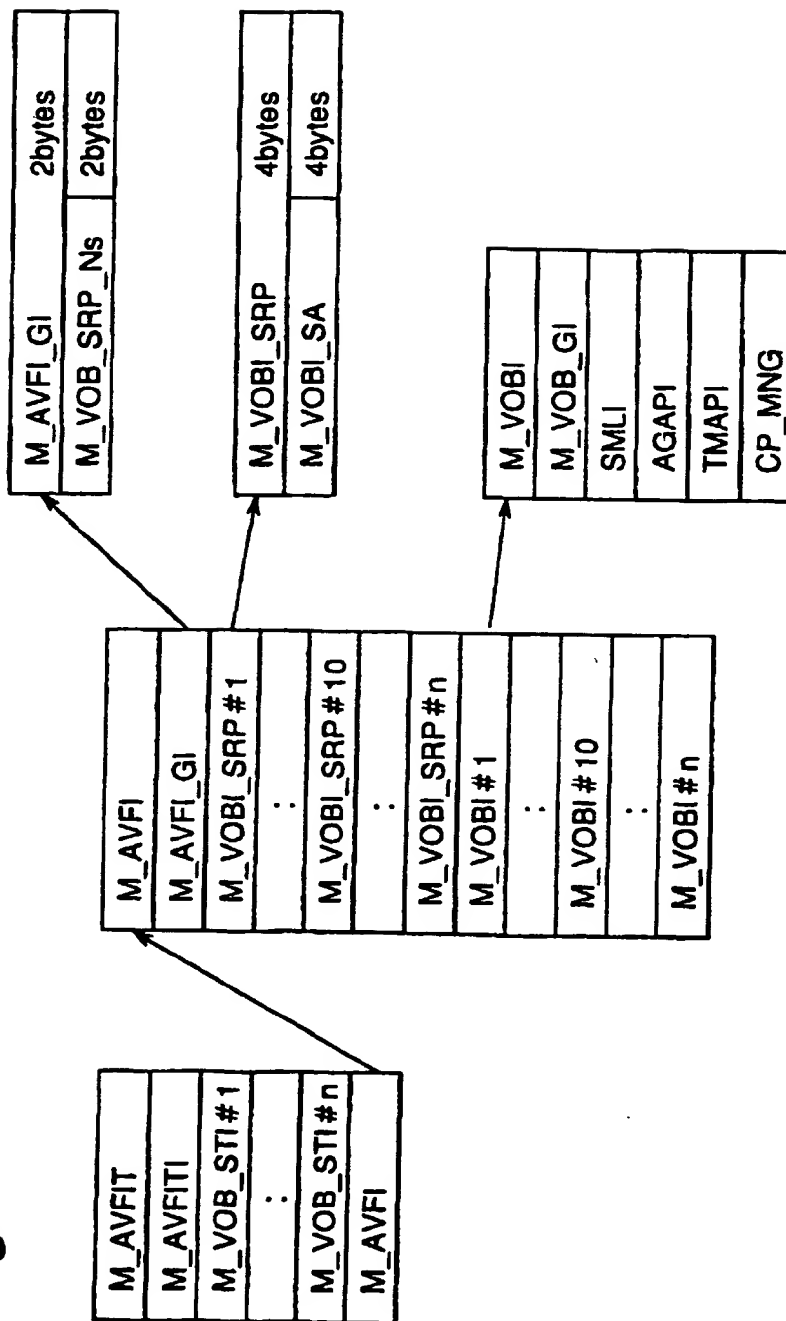 M_AVFIT
M_AVFITI
M_VOB_STI#1
:
M_VOB_STI#n
M_AVFI
M_AVFI
M_AVFI_GI
M_VOBI_SRP#1
:
M_VOBI_SRP#10
:
M_VOBI_SRP#n
M_VOBI#1
:
M_VOBI#10
:
M_VOBI#n
M_AVFI_GI 2bytes
M_VOB_SRP_Ns 2bytes
M_VOBI_SRP 4bytes
M_VOBI_SA 4bytes
M_VOBI
M_VOB_GI
SMLI
AGAPI
TMAPI
CP_MNG